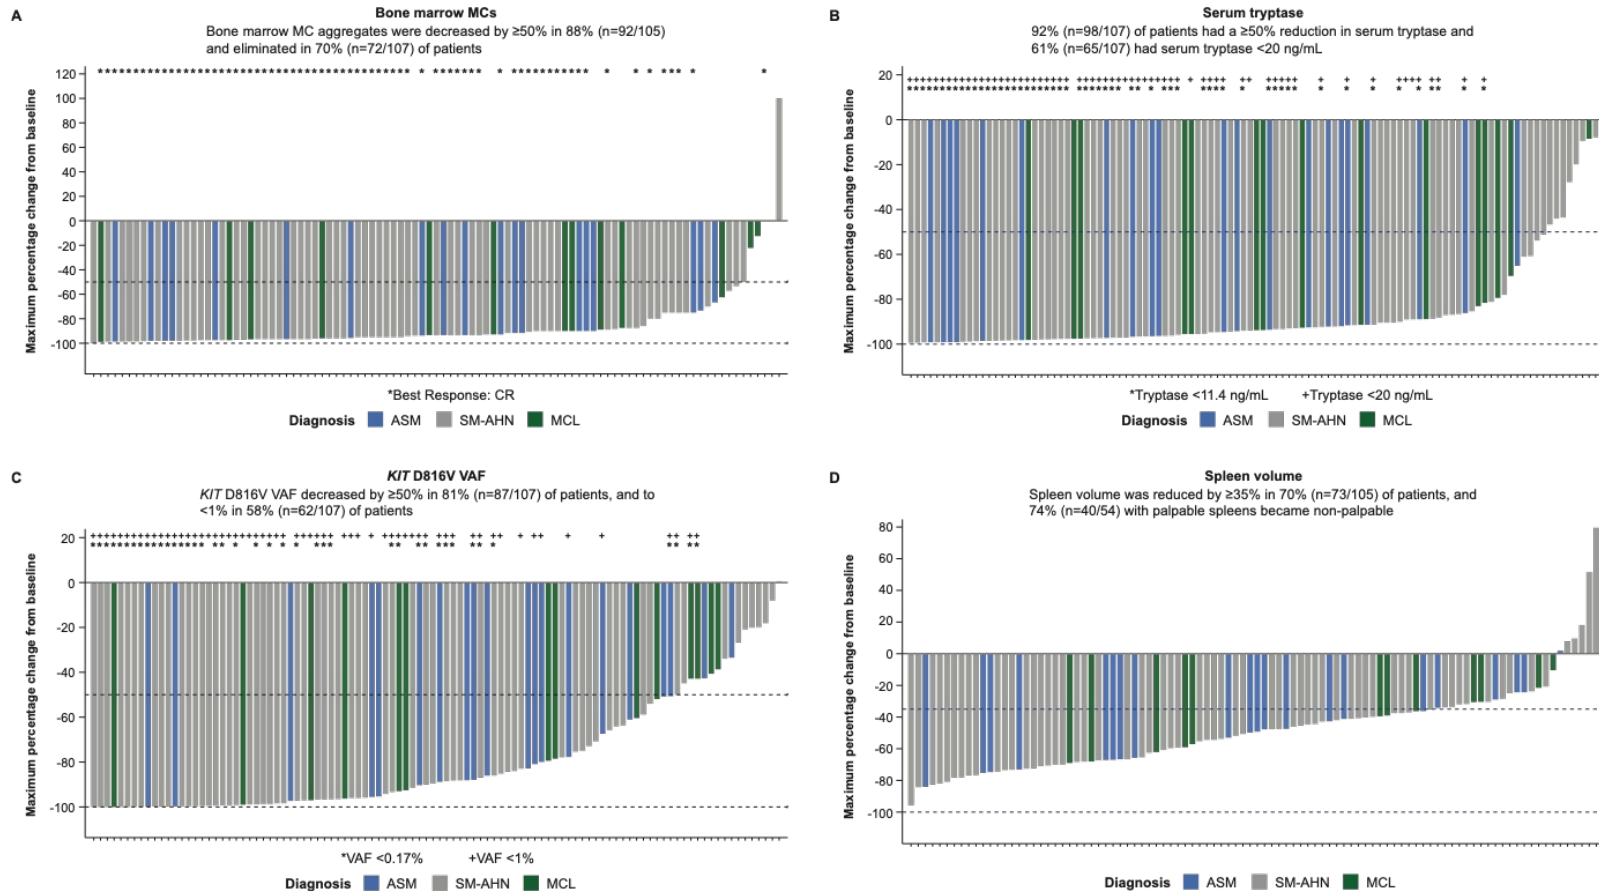 A
Bone marrow MCs
Bone marrow MC aggregates were decreased by ≥50% in 88% (n=92/105)
and eliminated in 70% (n=72/107) of patients
Maximum percentage change from baseline
120
100
80
60
40
20
0
-20
-40
-60
-80
-100
*Best Response: CR
Diagnosis ASM SM-AHN MCL
B
Serum tryptase
92% (n=98/107) of patients had a ≥50% reduction in serum tryptase and
61% (n=65/107) had serum tryptase <20 ng/mL
Maximum percentage change from baseline
20
0
-20
-40
-60
-80
-100
*Tryptase <11.4 ng/mL +Tryptase <20 ng/mL
Diagnosis ASM SM-AHN MCL
C
KIT D816V VAF
KIT D816V VAF decreased by ≥50% in 81% (n=87/107) of patients, and to
<1% in 58% (n=62/107) of patients
Maximum percentage change from baseline
20
0
-20
-40
-60
-80
-100
*VAF <0.17% +VAF <1%
Diagnosis ASM SM-AHN MCL
D
Spleen volume
Spleen volume was reduced by ≥35% in 70% (n=73/105) of patients, and
74% (n=40/54) with palpable spleens became non-palpable
Maximum percentage change from baseline
80
60
40
20
0
-20
-40
-60
-80
-100
Diagnosis ASM SM-AHN MCL